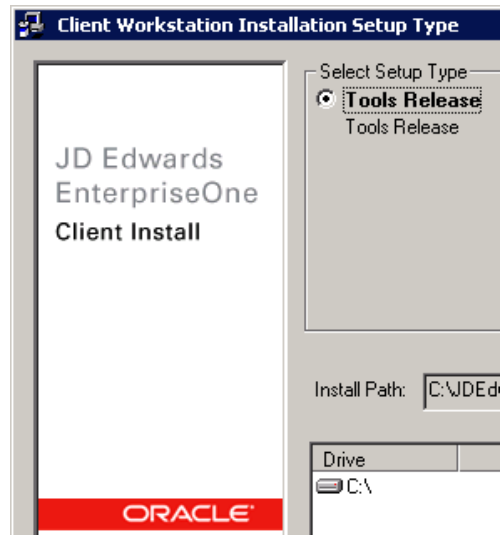 Client Workstation Installation Setup Type
Select Setup Type
Tools Release
Tools Release
JD Edwards
EnterpriseOne
Client Install
Install Path:
Drive
C:\
ORACLE